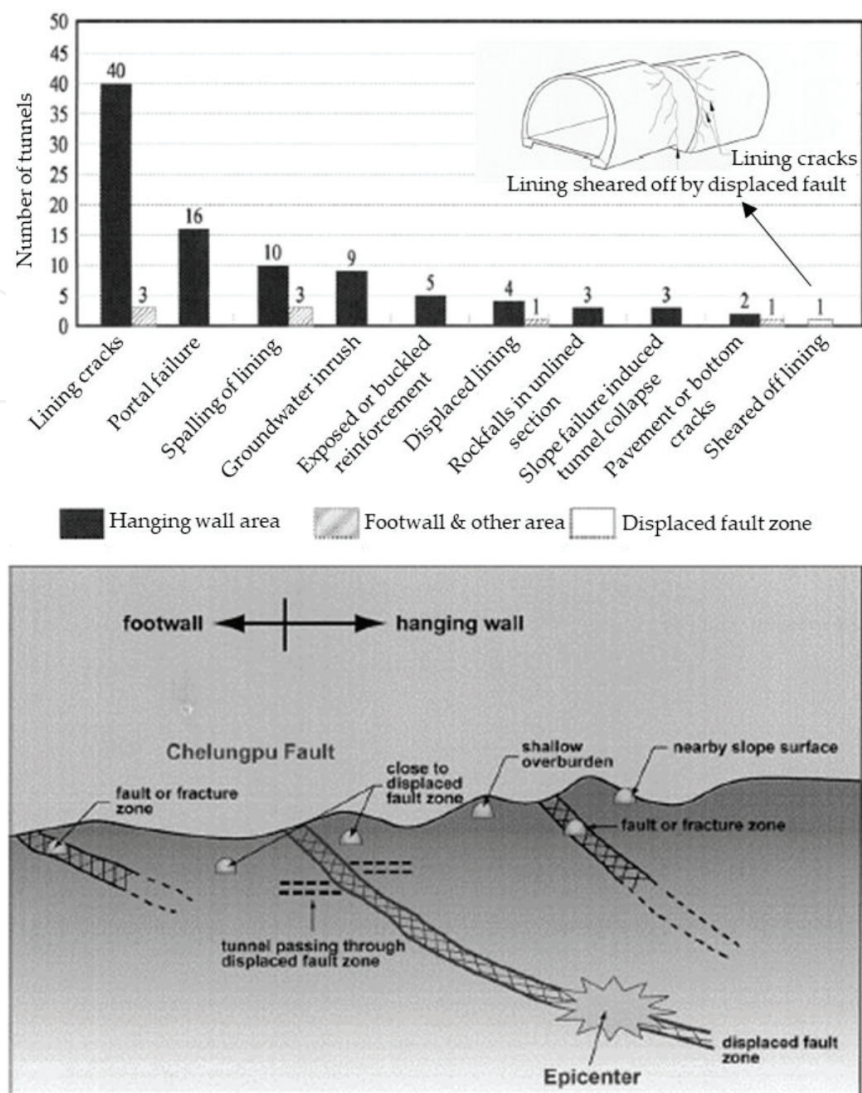 50
45
40
35
30
25
20
15
10
5
0
Number of tunnels
40
3
16
10
3
9
5
4
1
3
3
2
1
1
Lining cracks
Lining sheared off by displaced fault
Lining cracks
Portal failure
Spalling of lining
Groundwater inrush
Exposed or buckled
reinforcement
Displaced lining
Rockfalls in unlined
section
Slope failure induced
tunnel collapse
Pavement or bottom
cracks
Sheared off lining
Hanging wall area
Footwall & other area
Displaced fault zone
footwall
hanging wall
Chelungpu Fault
fault or fracture
zone
close to
displaced
fault zone
shallow
overburden
nearby slope surface
fault or fracture zone
tunnel passing through
displaced fault zone
displaced fault
zone
Epicenter